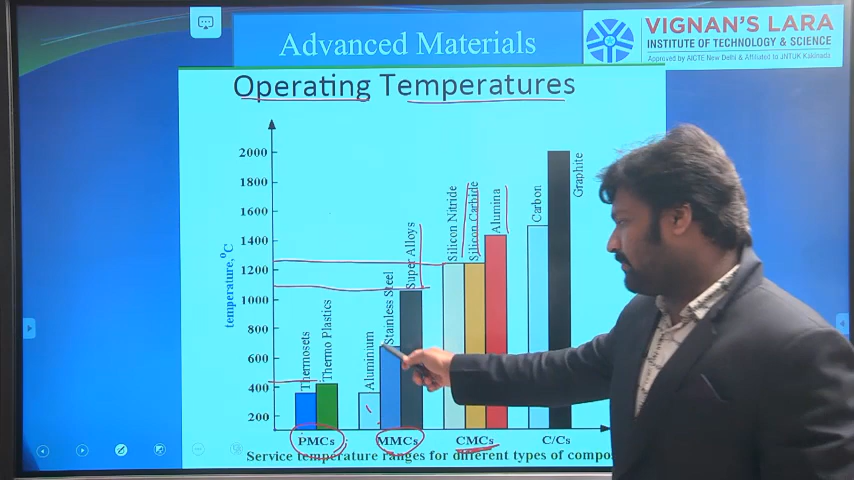 Advanced Materials
VIGNAN'S LARA
INSTITUTE OF TECHNOLOGY & SCIENCE
Approved by AICTE New Delhi & Affiliated to JNTUK Kakinada
Operating Temperatures
temperature, ⁰C
2000
1800
1600
1400
1200
1000
800
600
400
200
Thermosets
Thermo Plastics
Aluminium
Stainless Steel
Super Alloys
Silicon Nitride
Silicon Carbide
Alumina
Carbon
Graphite
PMCs
MMCs
CMCs
C/Cs
Service temperature ranges for different types of